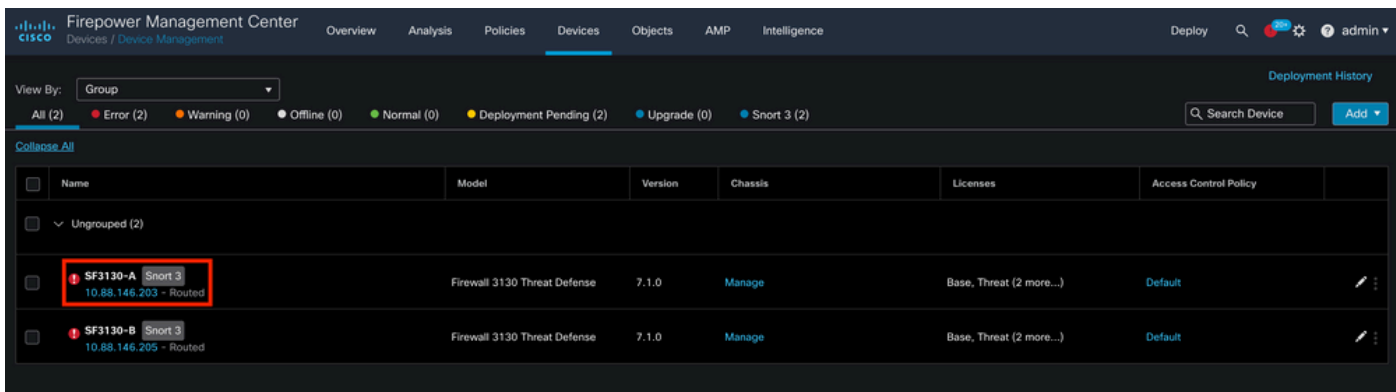 CISCO
Firepower Management Center
Devices / Device Management
Overview Analysis Policies Devices Objects AMP Intelligence Deploy 20+ admin
Deployment History
View By: Group
All (2) Error (2) Warning (0) Offline (0) Normal (0) Deployment Pending (2) Upgrade (0) Snort 3 (2) Search Device Add
Collapse All
Name Model Version Chassis Licenses Access Control Policy
Ungrouped (2)
SF3130-A Snort 3
10.88.146.203 - Routed
Firewall 3130 Threat Defense 7.1.0 Manage Base, Threat (2 more...) Default
SF3130-B Snort 3
10.88.146.205 - Routed
Firewall 3130 Threat Defense 7.1.0 Manage Base, Threat (2 more...) Default